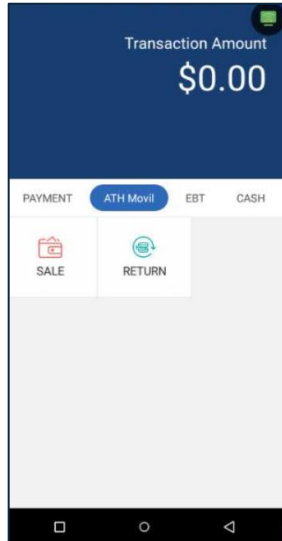 Transaction Amount
$0.00
PAYMENT ATH Movil EBT CASH
SALE RETURN